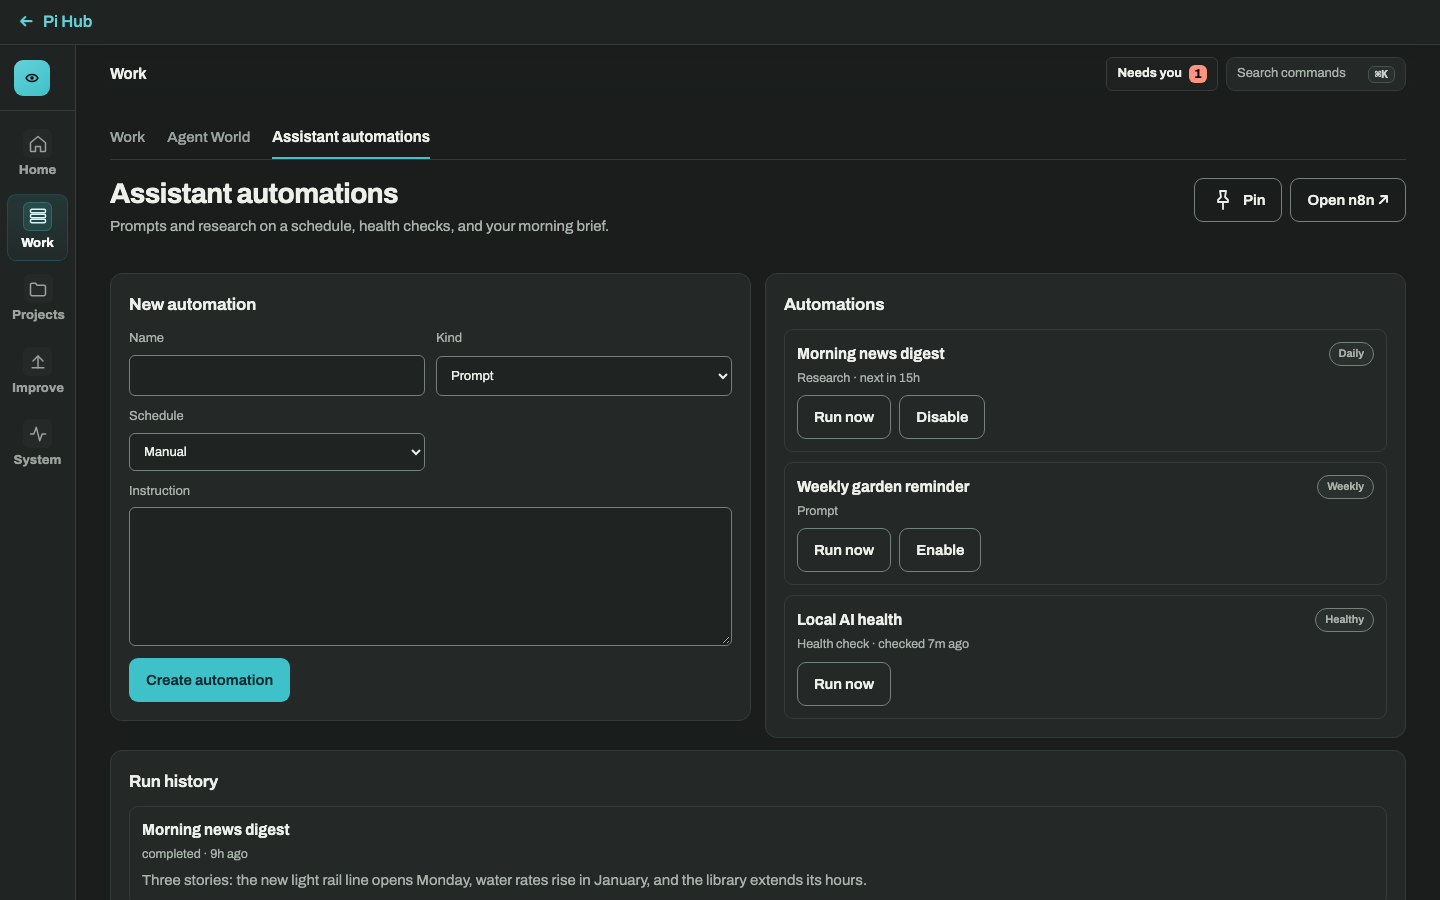 Pi Hub
Work
Needs you 1
Search commands ⌘K
Home
Work
Projects
Improve
System
Work Agent World Assistant automations
Assistant automations
Prompts and research on a schedule, health checks, and your morning brief.
Pin
Open n8n ↗
New automation
Name
Kind
Prompt
Schedule
Manual
Instruction
Create automation
Automations
Morning news digest
Daily
Research · next in 15h
Run now Disable
Weekly garden reminder
Weekly
Prompt
Run now Enable
Local AI health
Healthy
Health check · checked 7m ago
Run now
Run history
Morning news digest
completed · 9h ago
Three stories: the new light rail line opens Monday, water rates rise in January, and the library extends its hours.